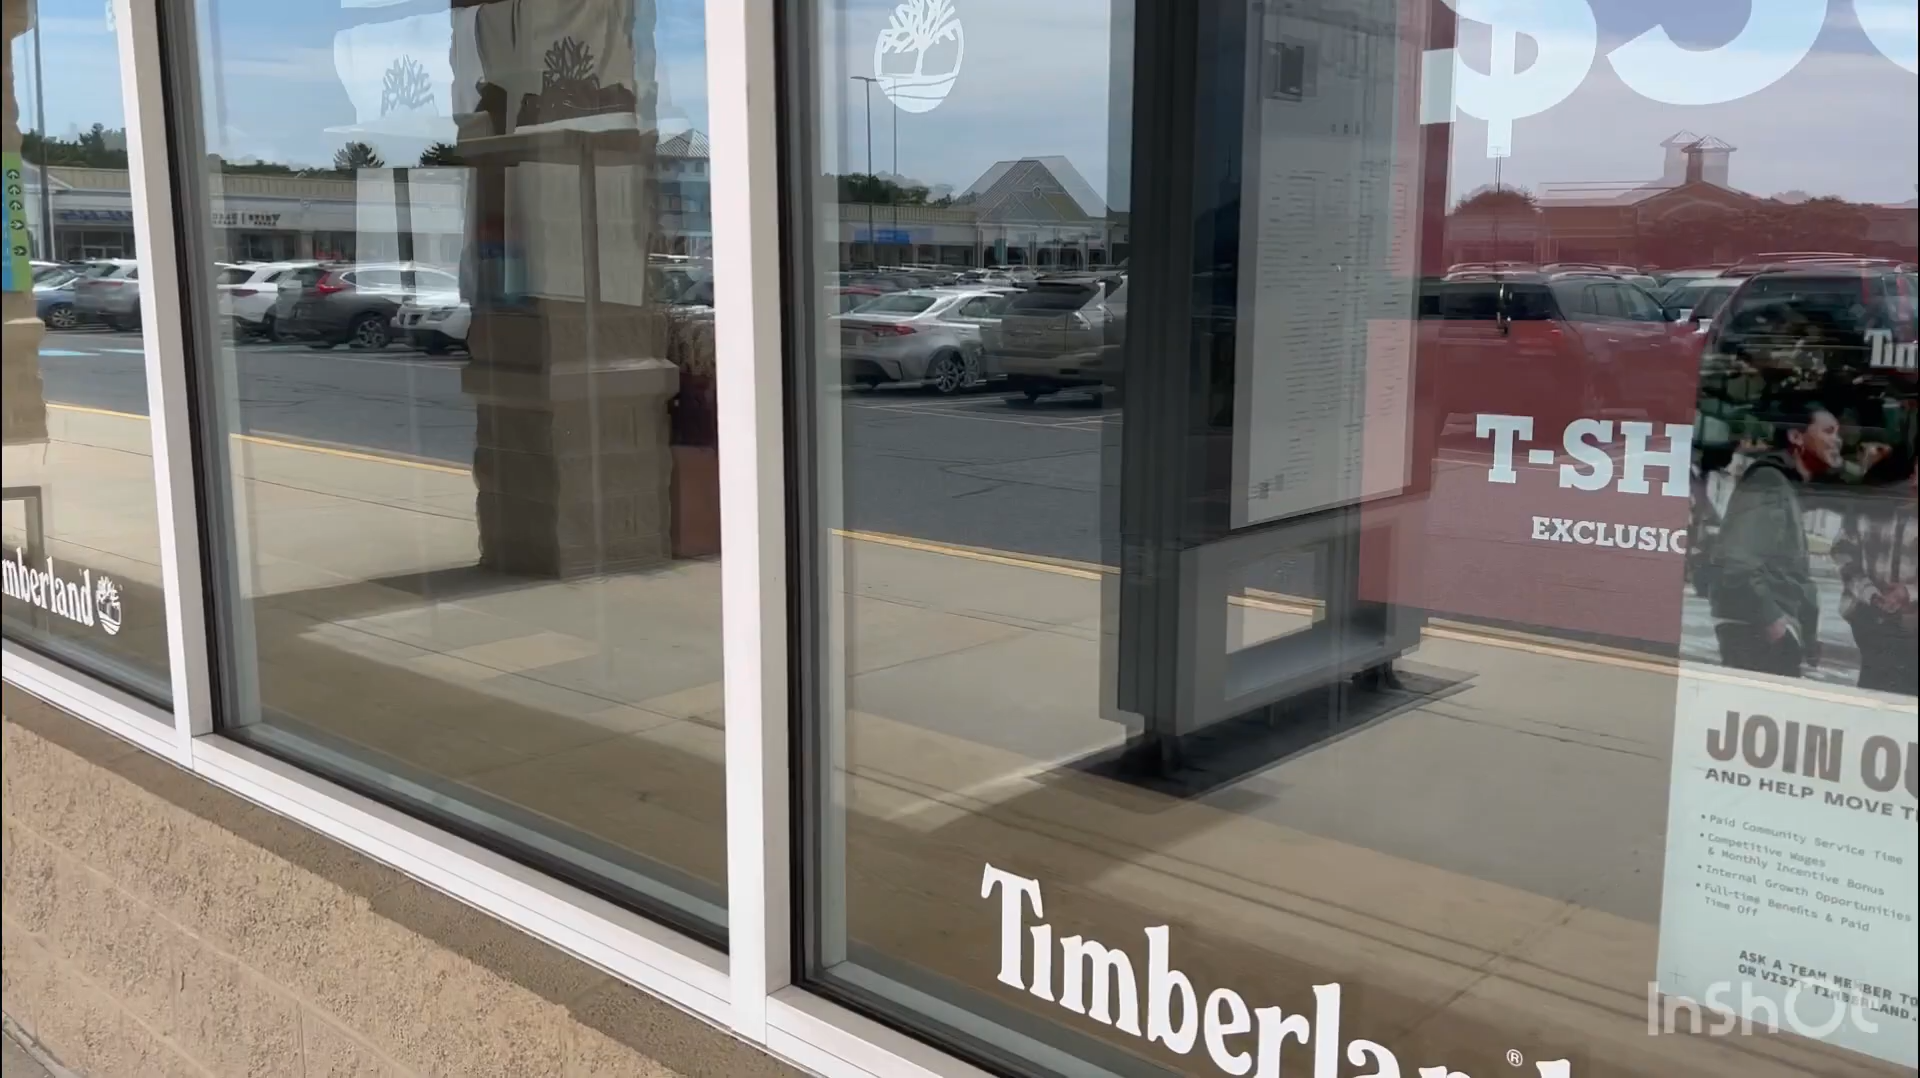 $
T-SH
EXCLUSIO
Tim
mberland
JOIN OU
AND HELP MOVE T
• Paid Community Service Time
• Competitive Wages
& Monthly Incentive Bonus
• Internal Growth Opportunities
• Full-time Benefits & Paid
Time Off
ASK A TEAM MEMBER TO
OR VISIT TIMBERLAND.
Timberland®
InShOt